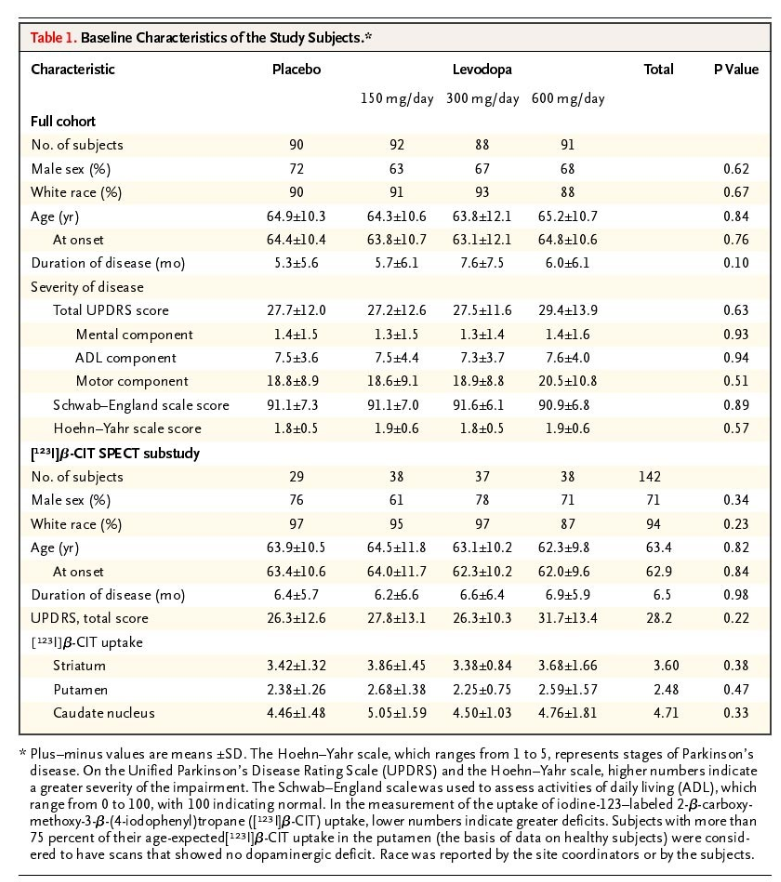 Table 1. Baseline Characteristics of the Study Subjects.*
Characteristic Placebo Levodopa Total P Value
150 mg/day 300 mg/day 600 mg/day
Full cohort
No. of subjects 90 92 88 91
Male sex (%) 72 63 67 68 0.62
White race (%) 90 91 93 88 0.67
Age (yr) 64.9±10.3 64.3±10.6 63.8±12.1 65.2±10.7 0.84
At onset 64.4±10.4 63.8±10.7 63.1±12.1 64.8±10.6 0.76
Duration of disease (mo) 5.3±5.6 5.7±6.1 7.6±7.5 6.0±6.1 0.10
Severity of disease
Total UPDRS score 27.7±12.0 27.2±12.6 27.5±11.6 29.4±13.9 0.63
Mental component 1.4±1.5 1.3±1.5 1.3±1.4 1.4±1.6 0.93
ADL component 7.5±3.6 7.5±4.4 7.3±3.7 7.6±4.0 0.94
Motor component 18.8±8.9 18.6±9.1 18.9±8.8 20.5±10.8 0.51
Schwab–England scale score 91.1±7.3 91.1±7.0 91.6±6.1 90.9±6.8 0.89
Hoehn–Yahr scale score 1.8±0.5 1.9±0.6 1.8±0.5 1.9±0.6 0.57
[¹²³I]β-CIT SPECT substudy
No. of subjects 29 38 37 38 142
Male sex (%) 76 61 78 71 71 0.34
White race (%) 97 95 97 87 94 0.23
Age (yr) 63.9±10.5 64.5±11.8 63.1±10.2 62.3±9.8 63.4 0.82
At onset 63.4±10.6 64.0±11.7 62.3±10.2 62.0±9.6 62.9 0.84
Duration of disease (mo) 6.4±5.7 6.2±6.6 6.6±6.4 6.9±5.9 6.5 0.98
UPDRS, total score 26.3±12.6 27.8±13.1 26.3±10.3 31.7±13.4 28.2 0.22
[¹²³I]β-CIT uptake
Striatum 3.42±1.32 3.86±1.45 3.38±0.84 3.68±1.66 3.60 0.38
Putamen 2.38±1.26 2.68±1.38 2.25±0.75 2.59±1.57 2.48 0.47
Caudate nucleus 4.46±1.48 5.05±1.59 4.50±1.03 4.76±1.81 4.71 0.33
* Plus–minus values are means ±SD. The Hoehn–Yahr scale, which ranges from 1 to 5, represents stages of Parkinson's
disease. On the Unified Parkinson's Disease Rating Scale (UPDRS) and the Hoehn–Yahr scale, higher numbers indicate
a greater severity of the impairment. The Schwab–England scale was used to assess activities of daily living (ADL), which
range from 0 to 100, with 100 indicating normal. In the measurement of the uptake of iodine-123–labeled 2-β-carboxy-
methoxy-3-β-(4-iodophenyl)tropane ([¹²³I]β-CIT) uptake, lower numbers indicate greater deficits. Subjects with more than
75 percent of their age-expected[¹²³I]β-CIT uptake in the putamen (the basis of data on healthy subjects) were consid-
ered to have scans that showed no dopaminergic deficit. Race was reported by the site coordinators or by the subjects.